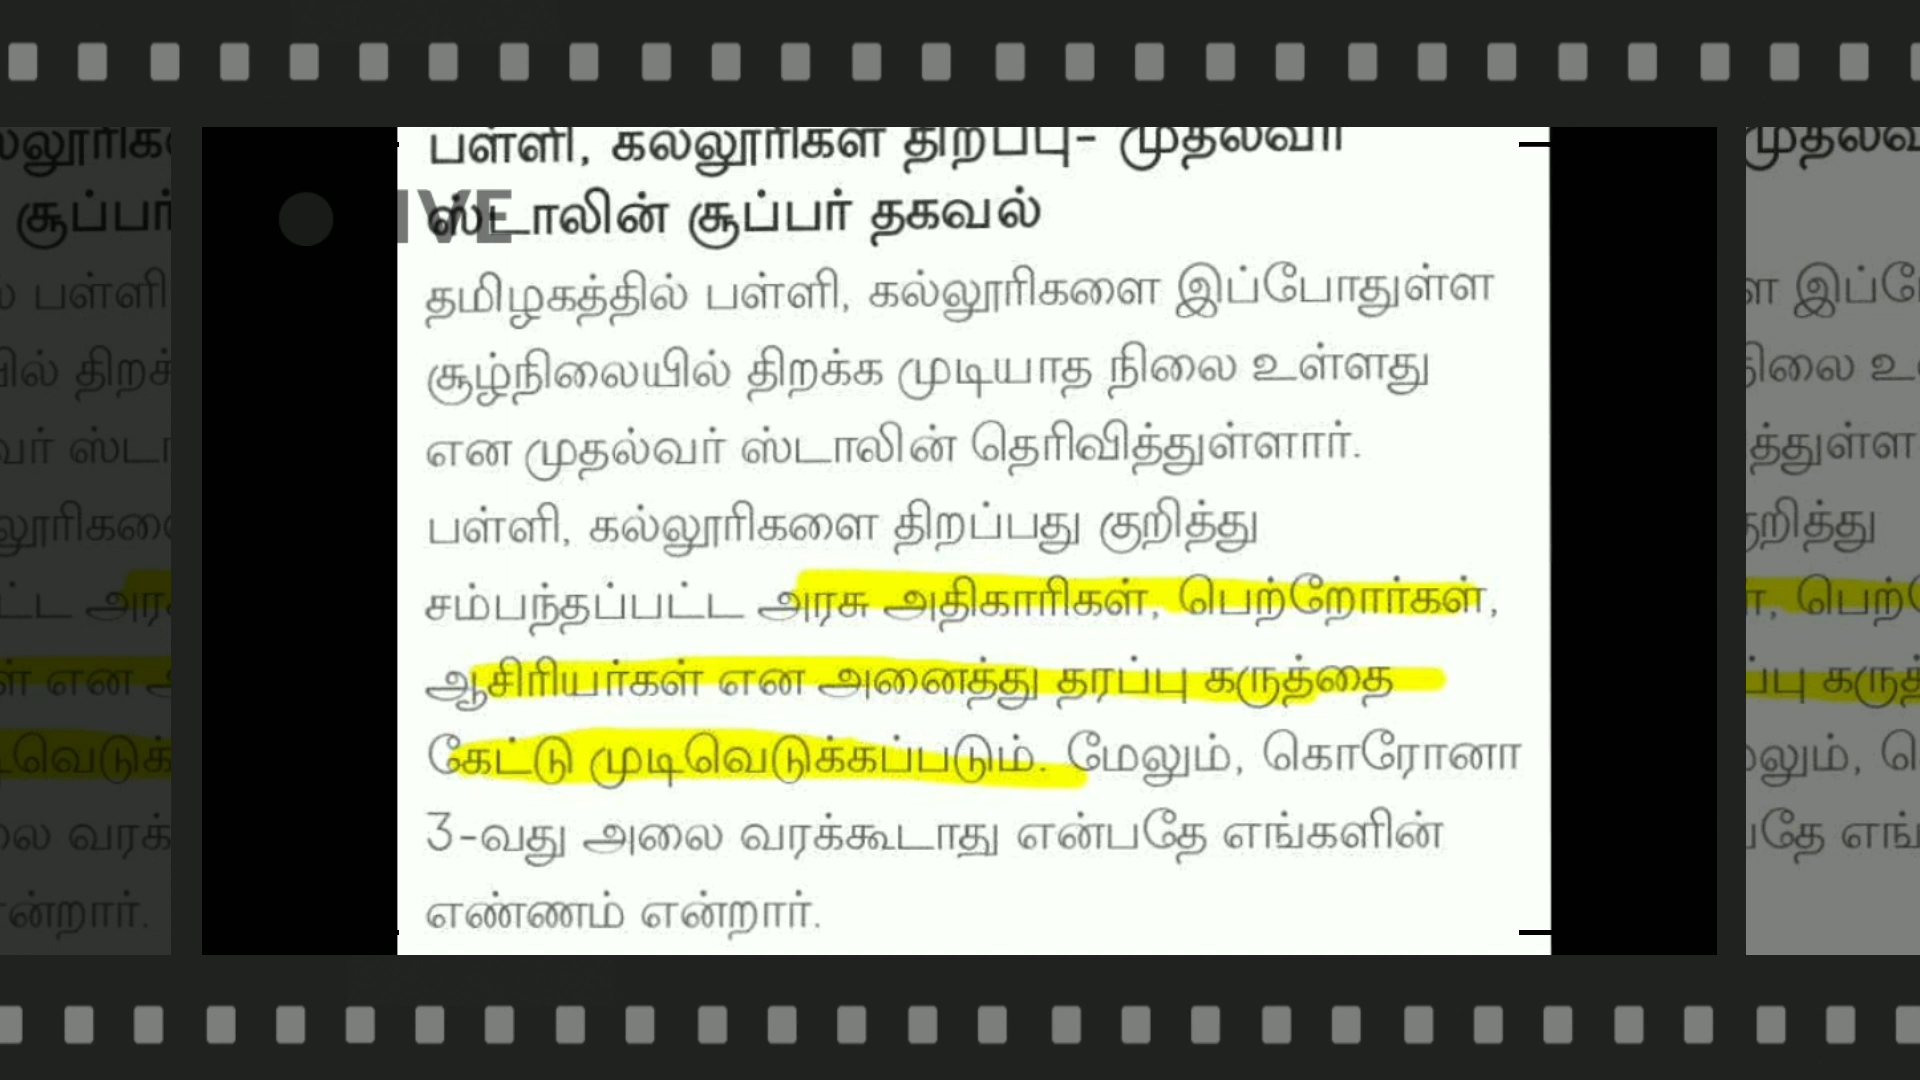 பள்ளி, கல்லூரிகள் திறப்பு- முதல்வர்
ஸ்டாலின் சூப்பர் தகவல்
தமிழகத்தில் பள்ளி, கல்லூரிகளை இப்போதுள்ள
சூழ்நிலையில் திறக்க முடியாத நிலை உள்ளது
என முதல்வர் ஸ்டாலின் தெரிவித்துள்ளார்.
பள்ளி, கல்லூரிகளை திறப்பது குறித்து
சம்பந்தப்பட்ட அரசு அதிகாரிகள், பெற்றோர்கள்,
ஆசிரியர்கள் என அனைத்து தரப்பு கருத்தை
கேட்டு முடிவெடுக்கப்படும். மேலும், கொரோனா
3-வது அலை வரக்கூடாது என்பதே எங்களின்
எண்ணம் என்றார்.